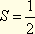 S = 1/2